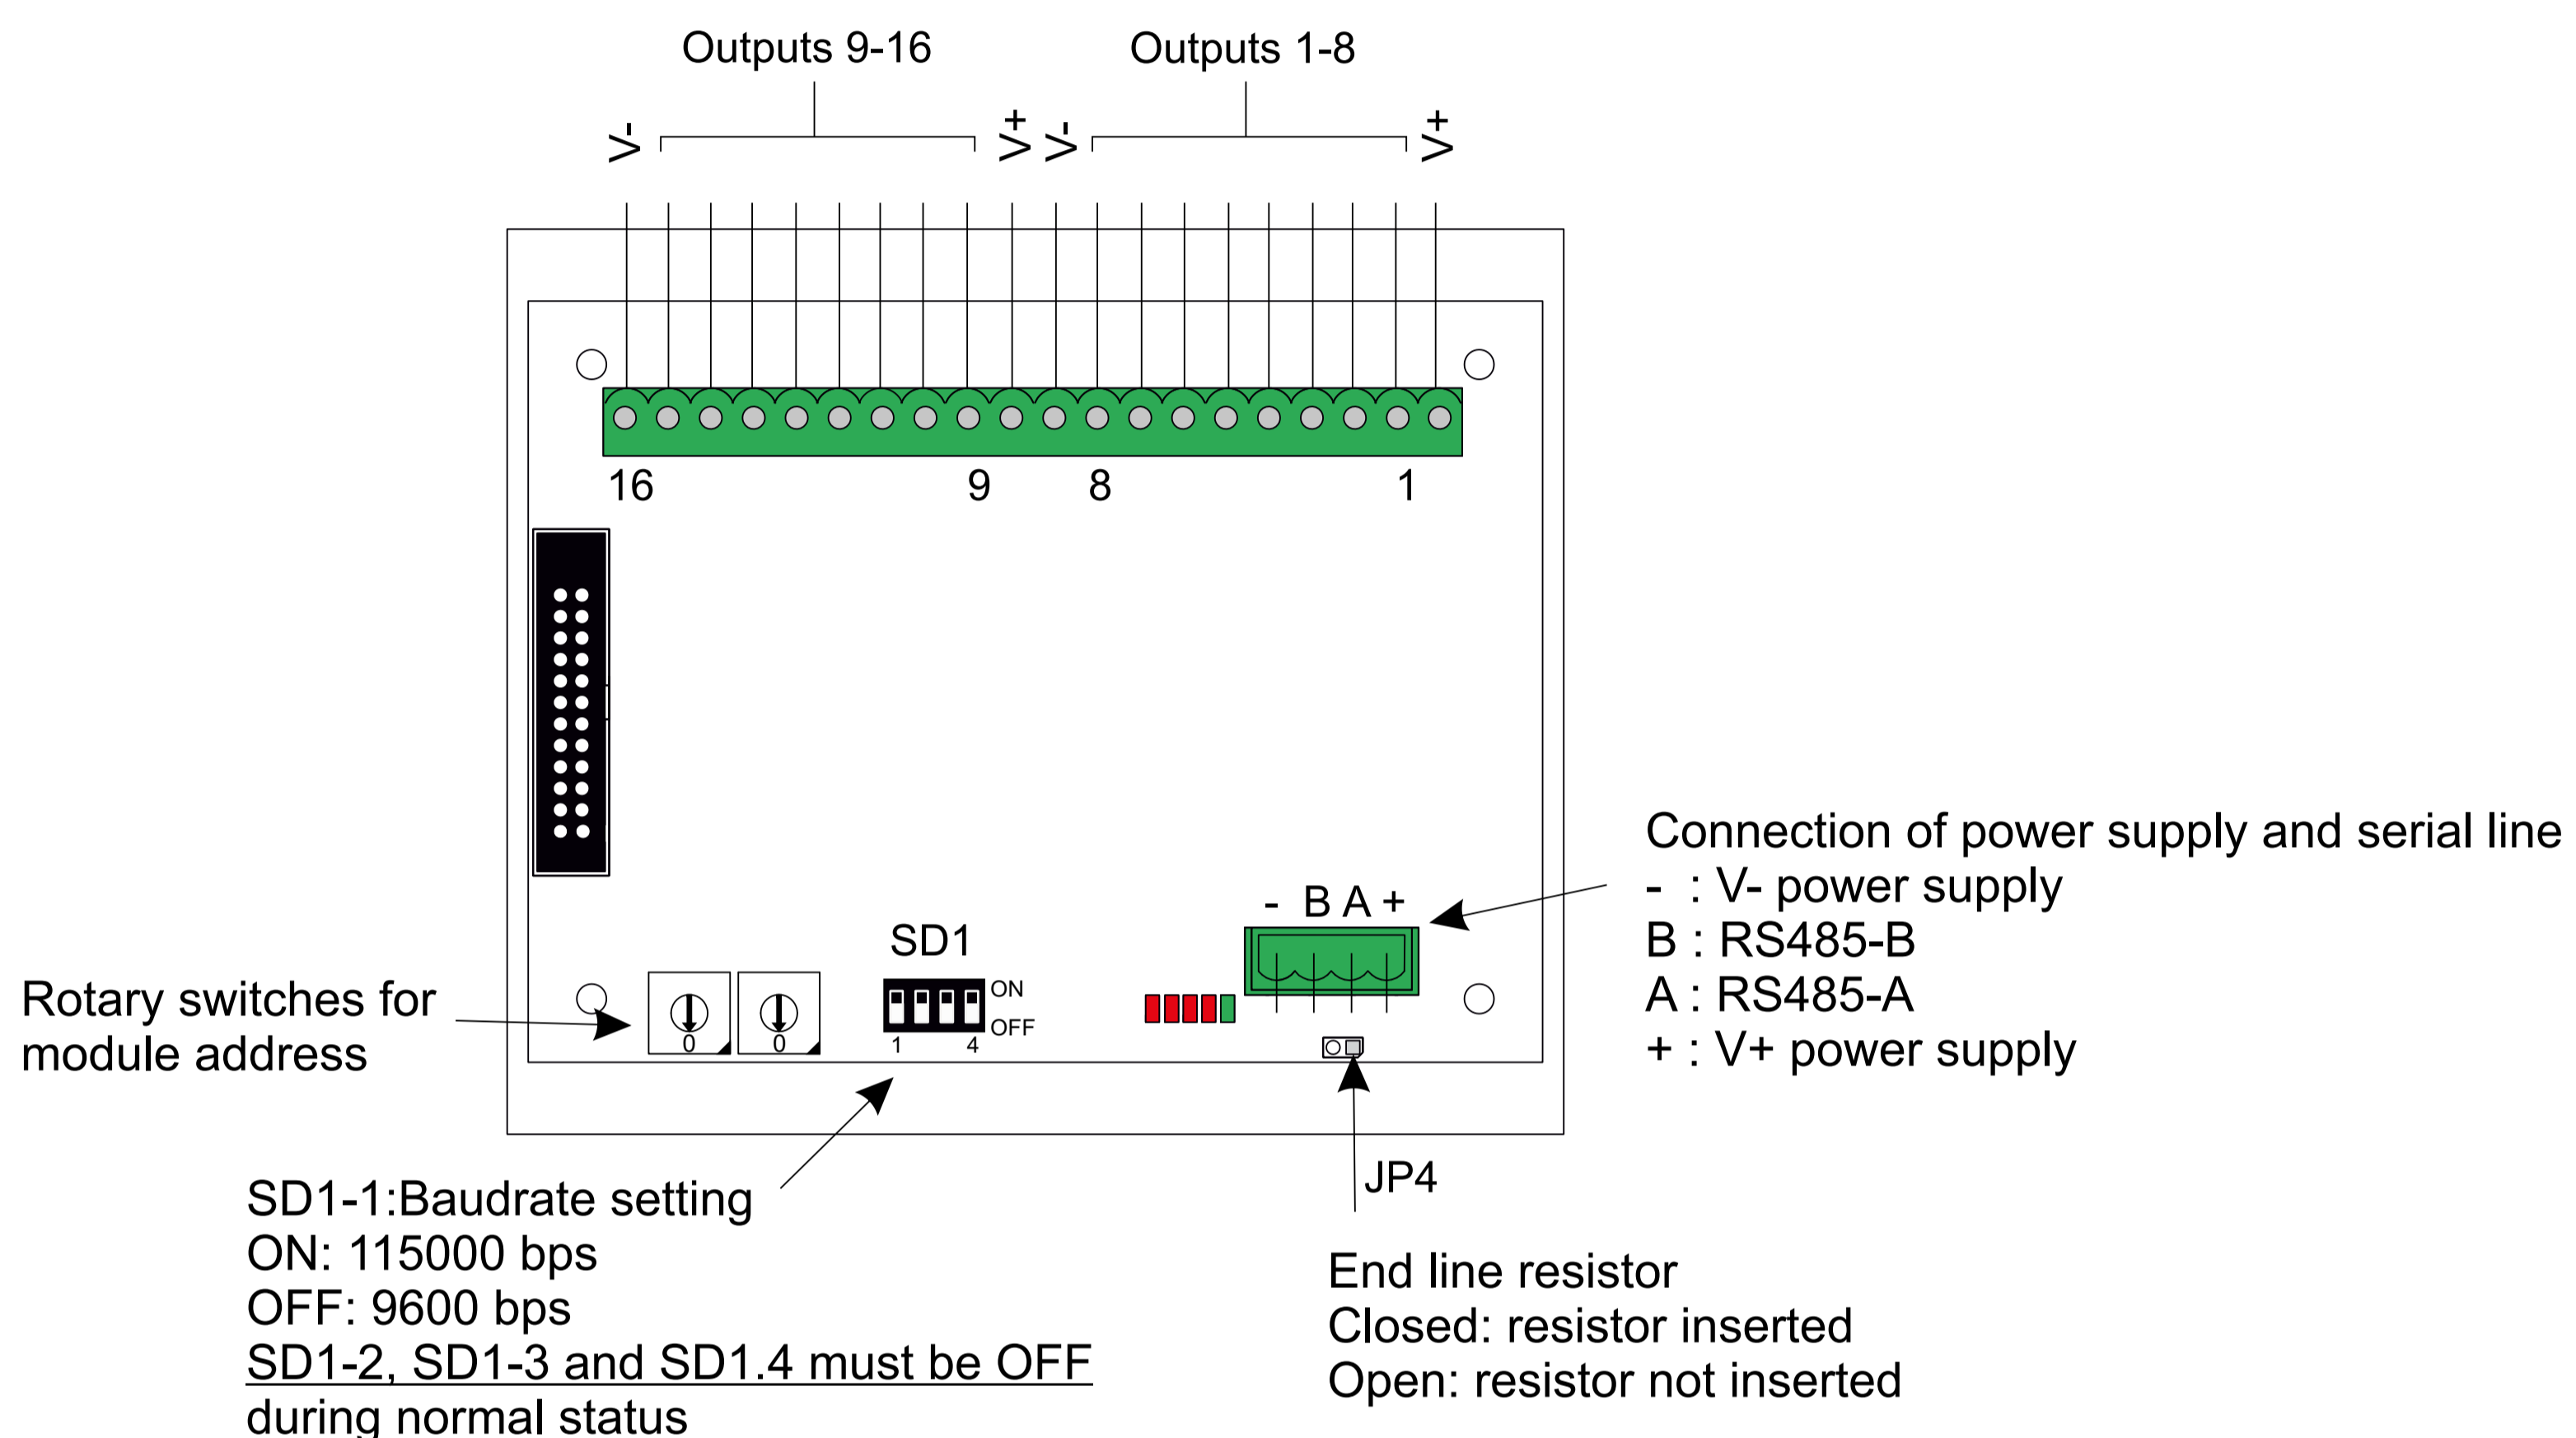 Outputs 9-16
Outputs 1-8
V-
V+
V-
V+
16
9
8
1
Connection of power supply and serial line
- : V- power supply
B : RS485-B
A : RS485-A
+ : V+ power supply
- B A +
SD1
ON
OFF
1
4
0
0
Rotary switches for
module address
JP4
SD1-1:Baudrate setting
ON: 115000 bps
OFF: 9600 bps
SD1-2, SD1-3 and SD1.4 must be OFF
during normal status
End line resistor
Closed: resistor inserted
Open: resistor not inserted